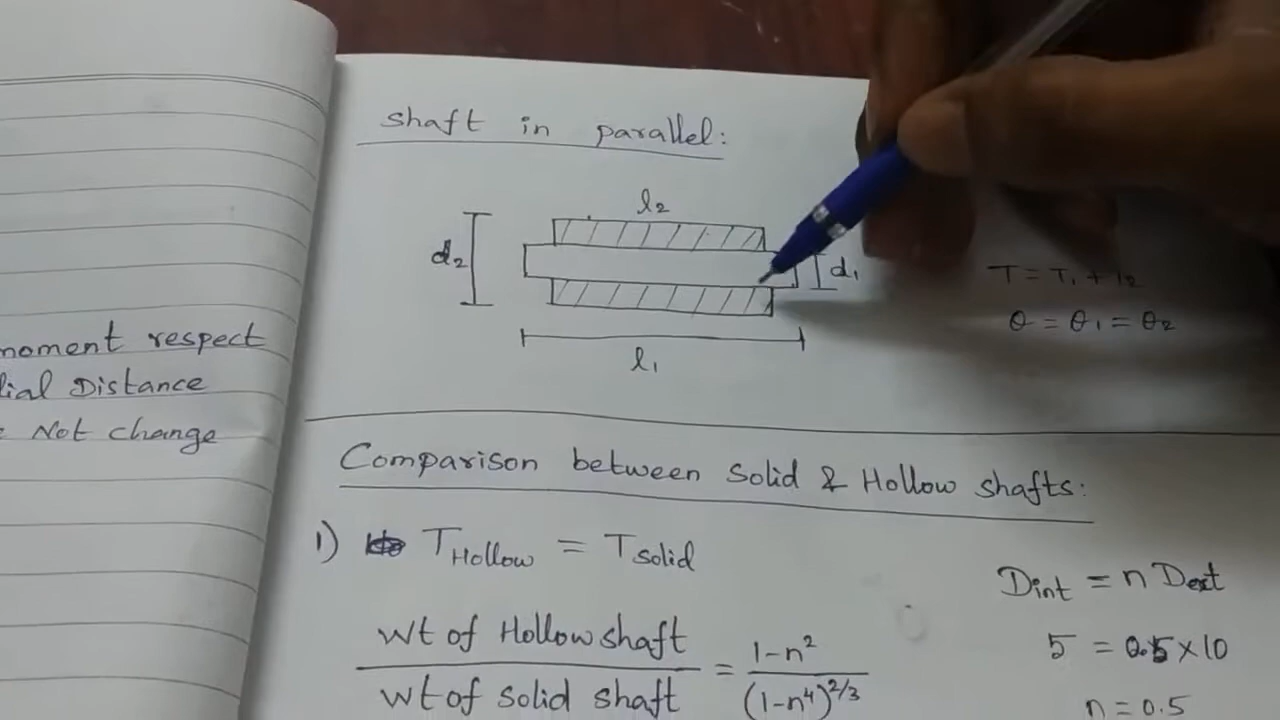 shaft in parallel:
l₂
d₂
d₁
l₁
T = T₁ + T₂
θ = θ₁ = θ₂
moment respect
Distance
Not change
Comparison between Solid & Hollow shafts:
1) T Hollow = T solid
Dint = n Dext
5 = 0.5 × 10
n = 0.5
Wt of Hollow shaft / Wt of Solid shaft = 1-n² / (1-n⁴)^2/3